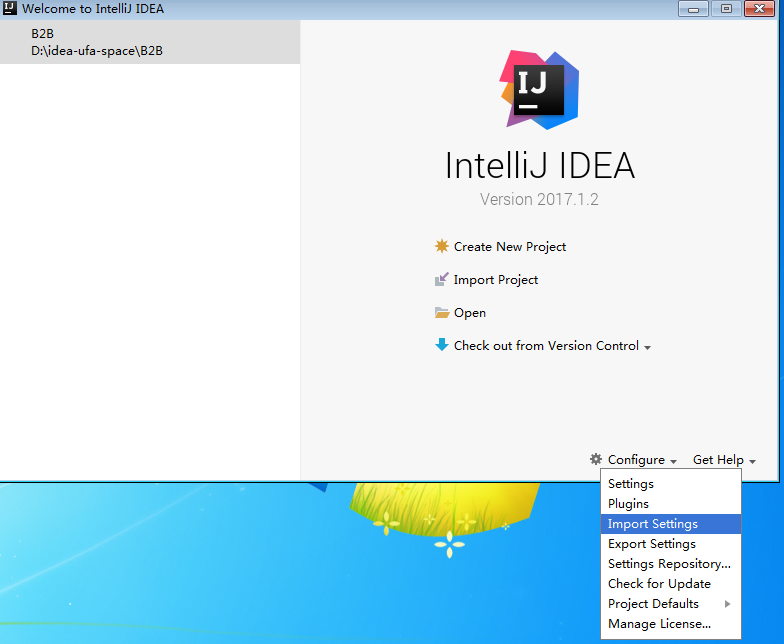 IJ Welcome to IntelliJ IDEA
B2B
D:\idea-ufa-space\B2B
IJ
IntelliJ IDEA
Version 2017.1.2
Create New Project
Import Project
Open
Check out from Version Control
Configure Get Help
Settings
Plugins
Import Settings
Export Settings
Settings Repository...
Check for Update
Project Defaults
Manage License...